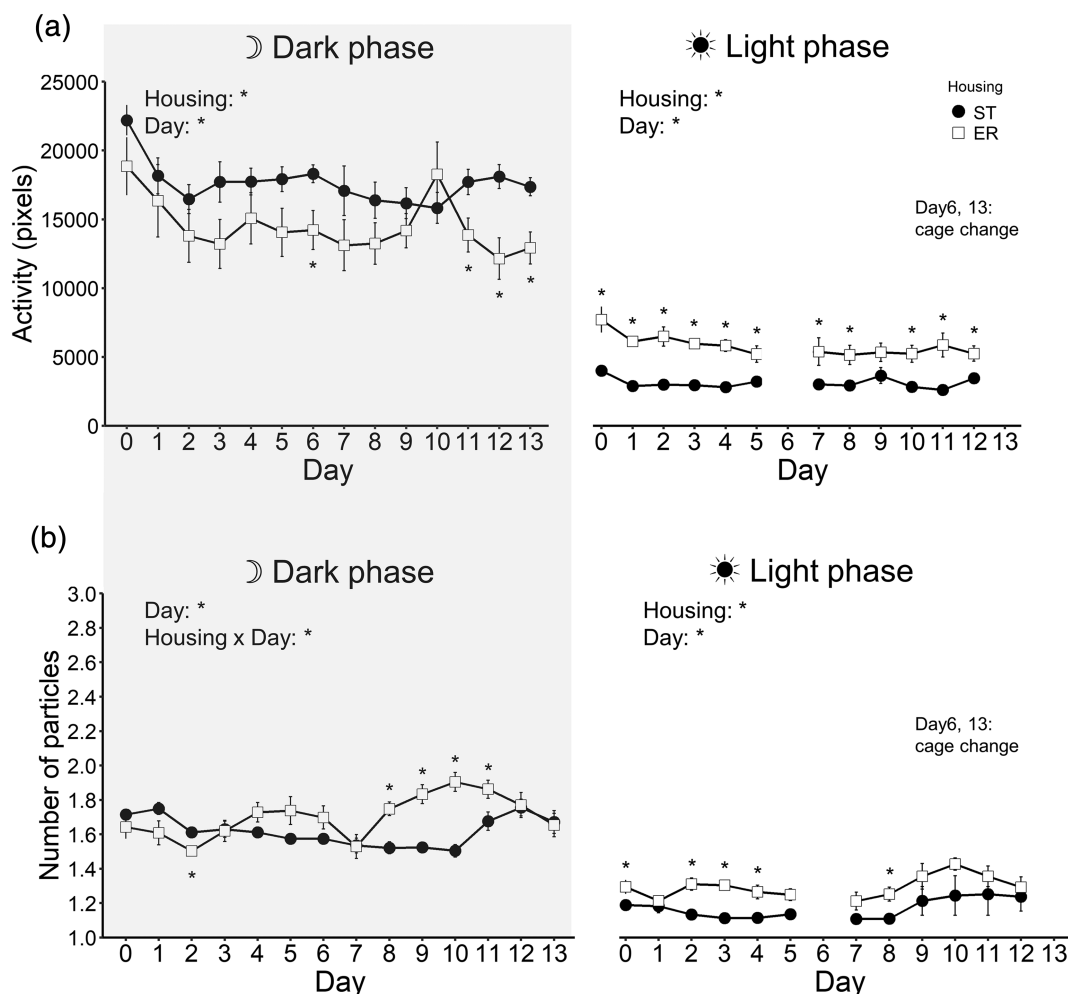 (a)
☽ Dark phase
☀ Light phase
Housing: *
Day: *
Housing: *
Day: *
Housing
ST
ER
Day6, 13:
cage change
Activity (pixels)
25000
20000
15000
10000
5000
0
* * * *
* * * * * * * * * * *
0 1 2 3 4 5 6 7 8 9 10 11 12 13
Day
0 1 2 3 4 5 6 7 8 9 10 11 12 13
Day
(b)
☽ Dark phase
☀ Light phase
Day: *
Housing x Day: *
Housing: *
Day: *
Day6, 13:
cage change
Number of particles
3.0
2.8
2.6
2.4
2.2
2.0
1.8
1.6
1.4
1.2
1.0
* * * * *
* * * * *
0 1 2 3 4 5 6 7 8 9 10 11 12 13
Day
0 1 2 3 4 5 6 7 8 9 10 11 12 13
Day